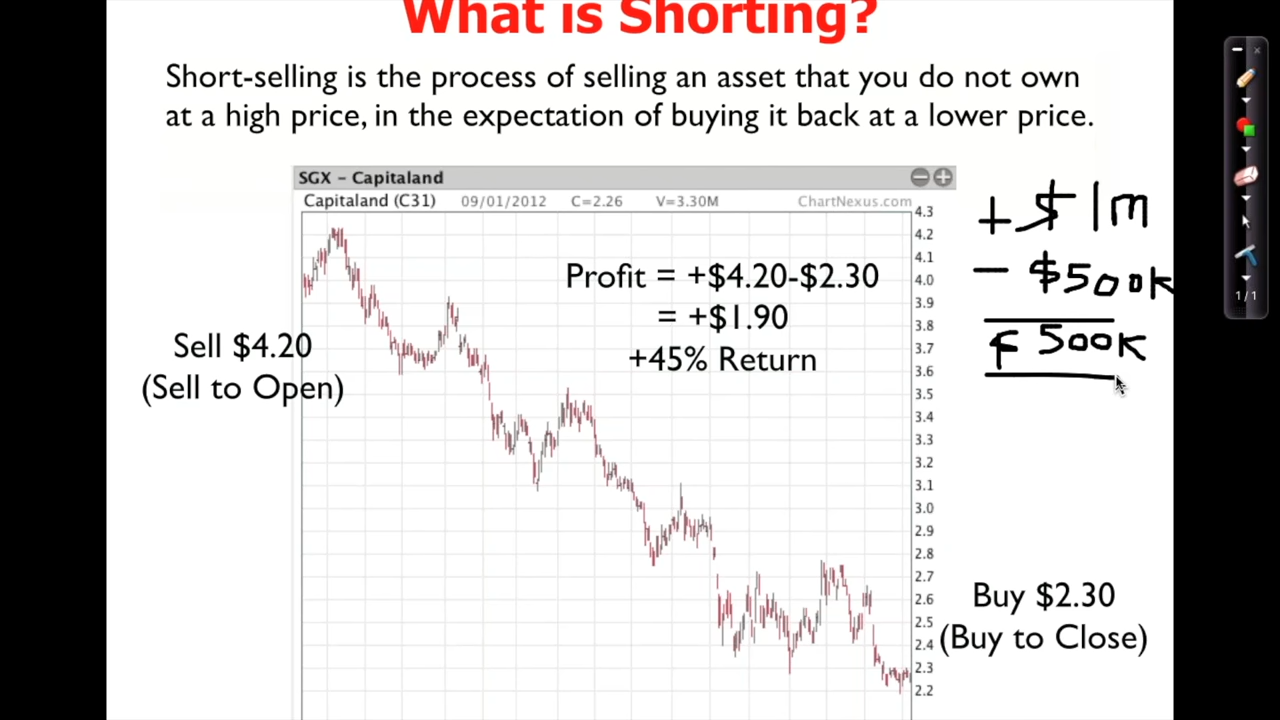 What is Shorting?
Short-selling is the process of selling an asset that you do not own
at a high price, in the expectation of buying it back at a lower price.
SGX - Capitaland
Capitaland (C31) 09/01/2012 C=2.26 V=3.30M ChartNexus.com
4.3
4.2
4.1
4.0
3.9
3.8
3.7
3.6
3.5
3.4
3.3
3.2
3.1
3.0
2.9
2.8
2.7
2.6
2.5
2.4
2.3
2.2
Profit = +$4.20-$2.30
= +$1.90
+45% Return
Sell $4.20
(Sell to Open)
+ $1m
- $500K
500K
Buy $2.30
(Buy to Close)
1/1